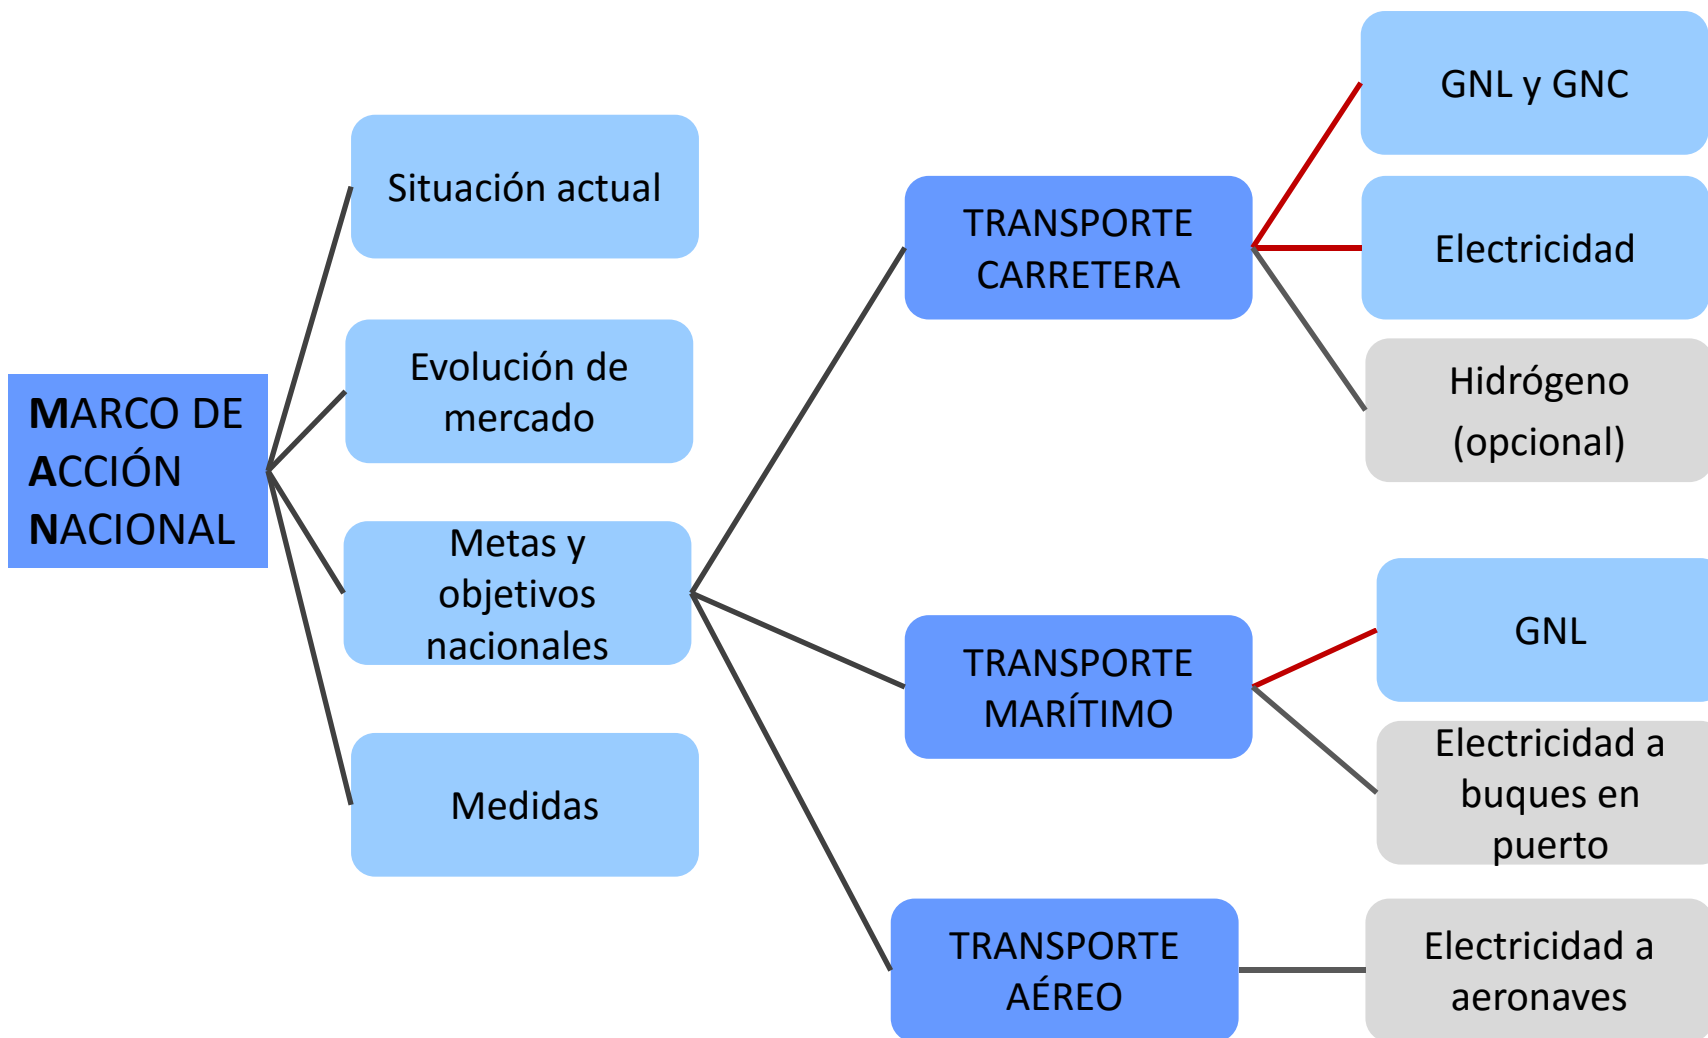 MARCO DE
ACCIÓN
NACIONAL
Situación actual
Evolución de
mercado
Metas y
objetivos
nacionales
Medidas
TRANSPORTE
CARRETERA
TRANSPORTE
MARÍTIMO
TRANSPORTE
AÉREO
GNL y GNC
Electricidad
Hidrógeno
(opcional)
GNL
Electricidad a
buques en
puerto
Electricidad a
aeronaves